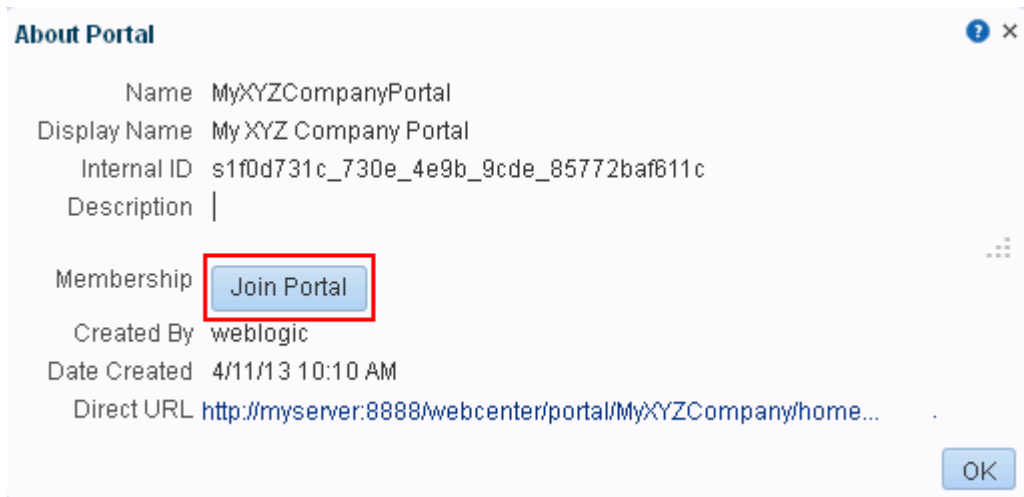 About Portal
Name MyXYZCompanyPortal
Display Name My XYZ Company Portal
Internal ID s1f0d731c_730e_4e9b_9cde_85772baf611c
Description
Membership Join Portal
Created By weblogic
Date Created 4/11/13 10:10 AM
Direct URL http://myserver:8888/webcenter/portal/MyXYZCompany/home... .
OK